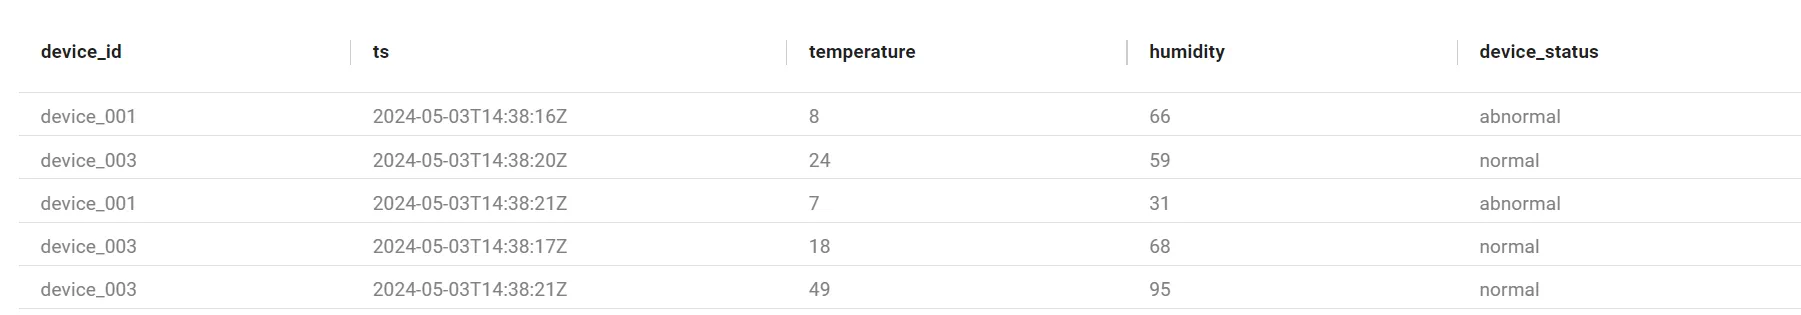 device_id ts temperature humidity device_status
device_001 2024-05-03T14:38:16Z 8 66 abnormal
device_003 2024-05-03T14:38:20Z 24 59 normal
device_001 2024-05-03T14:38:21Z 7 31 abnormal
device_003 2024-05-03T14:38:17Z 18 68 normal
device_003 2024-05-03T14:38:21Z 49 95 normal